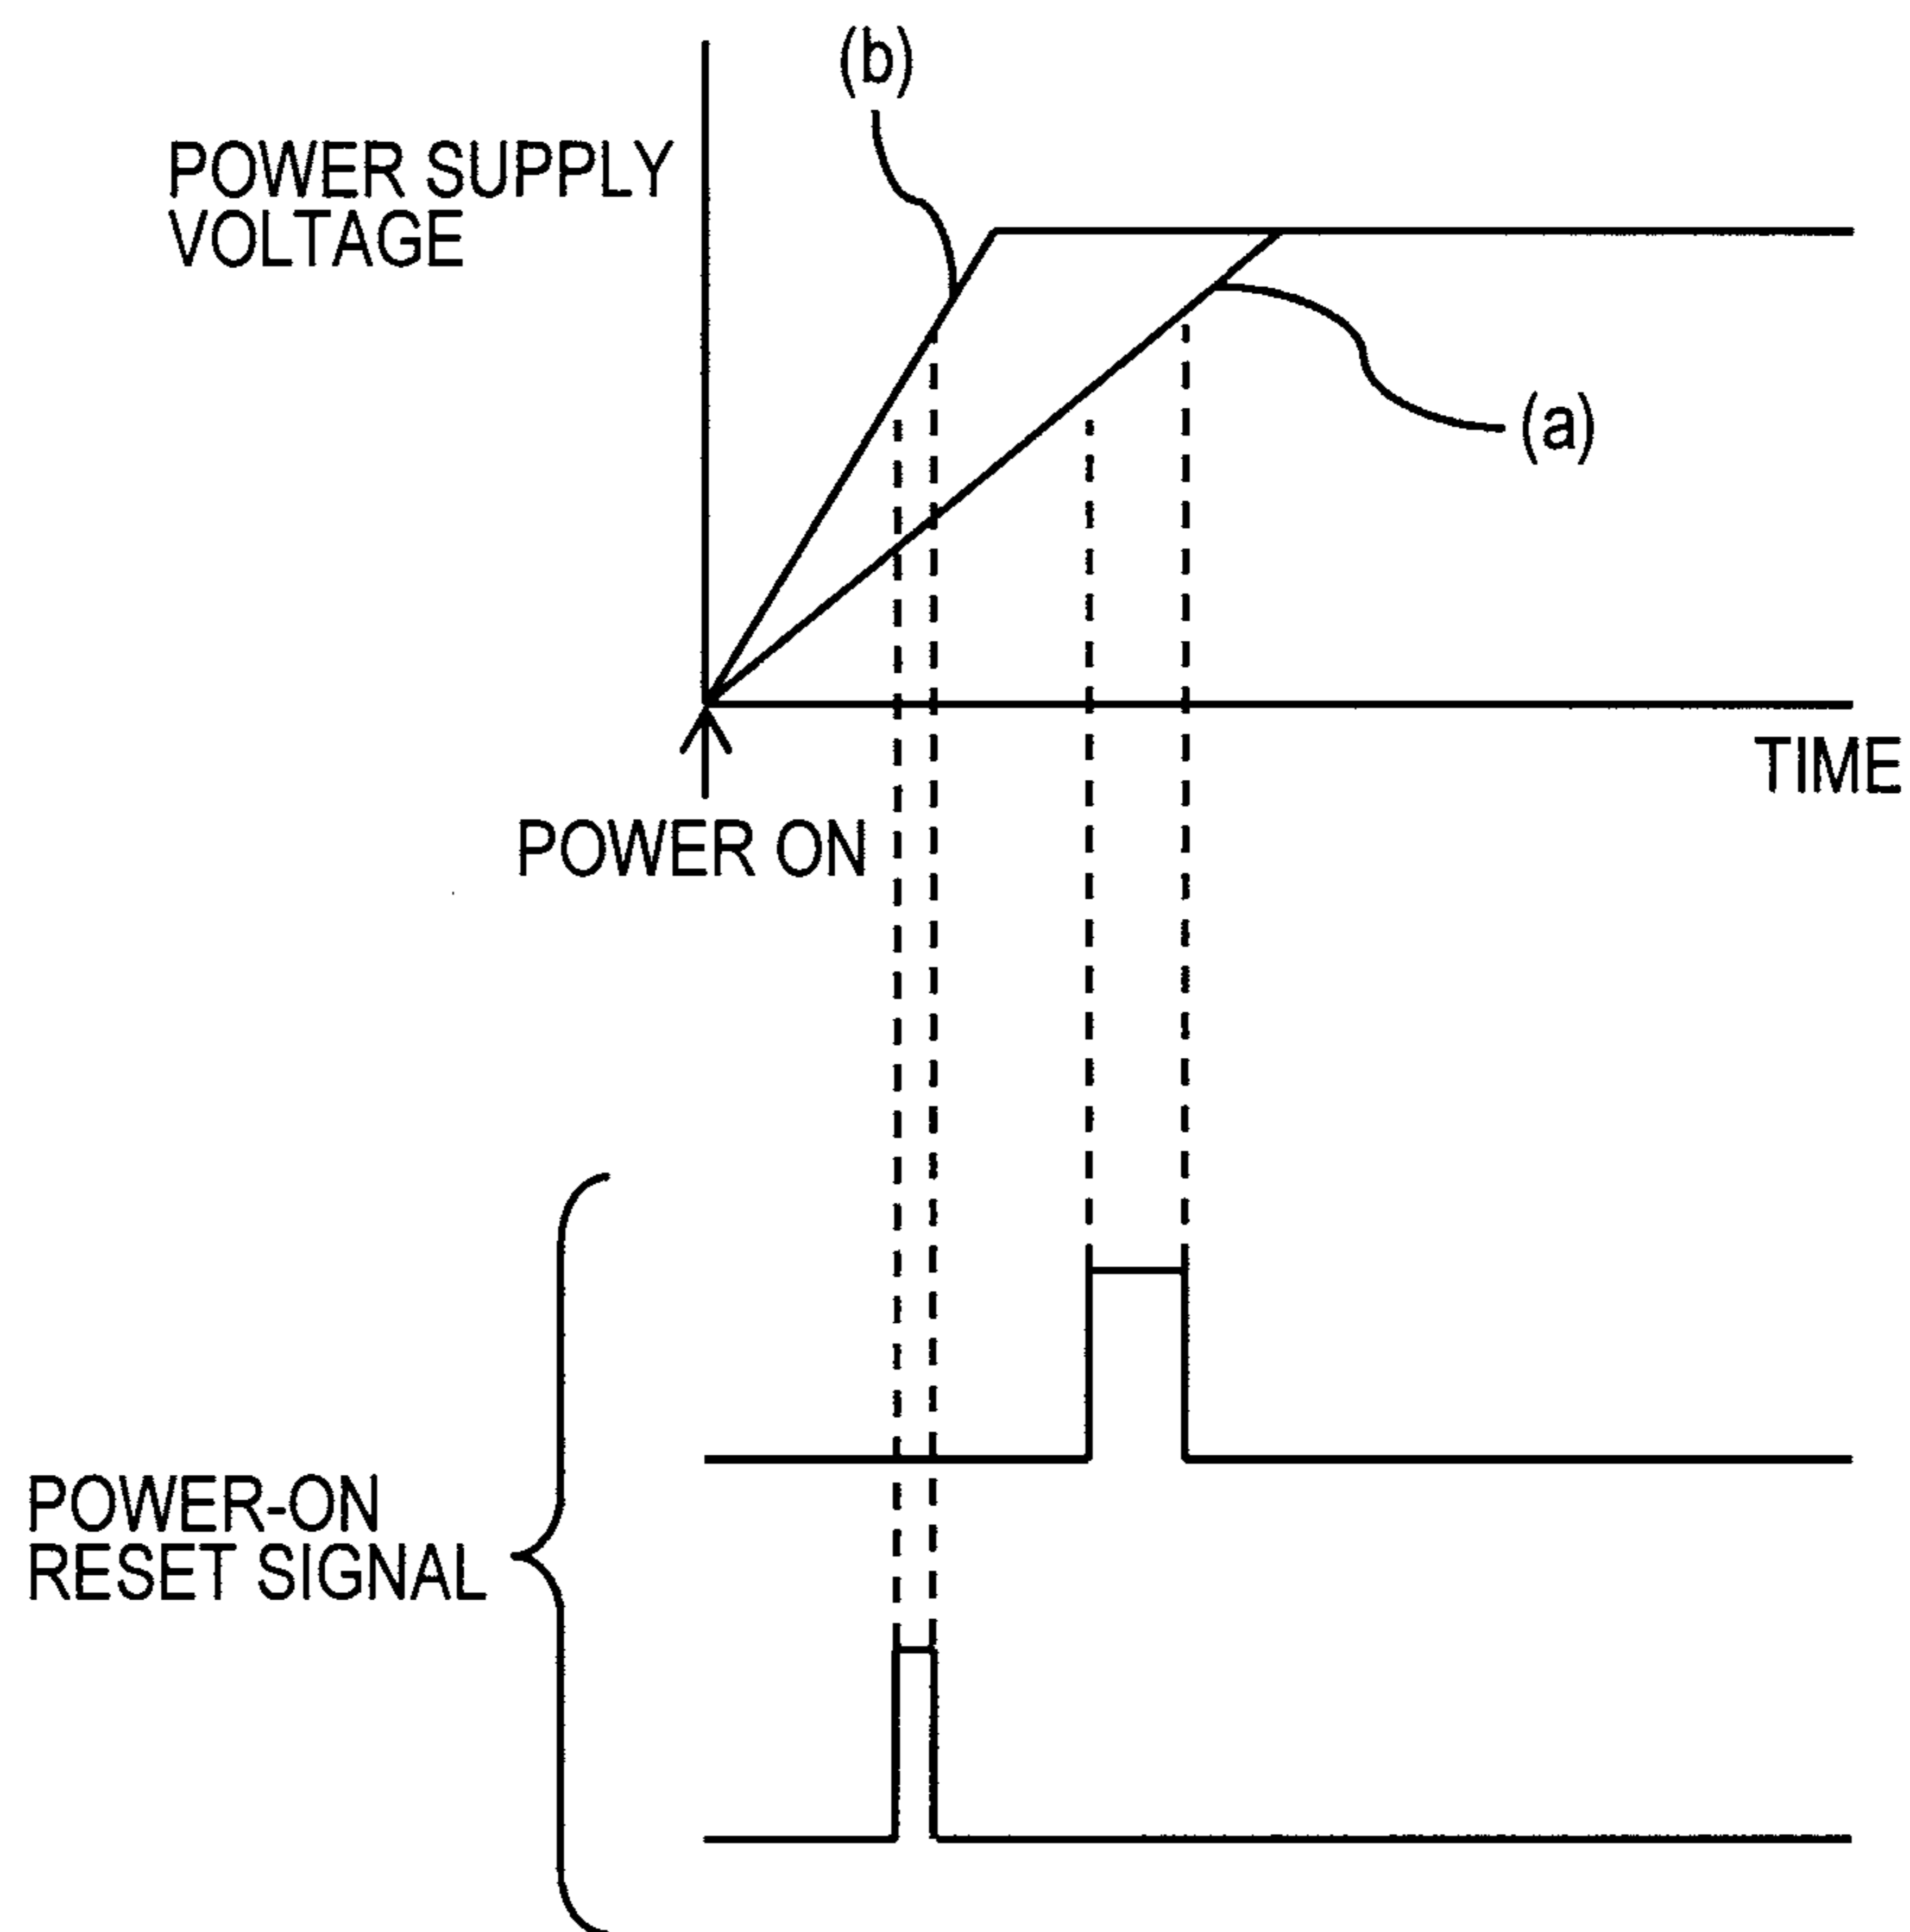 (b)
POWER SUPPLY
VOLTAGE
(a)
TIME
POWER ON
POWER-ON
RESET SIGNAL